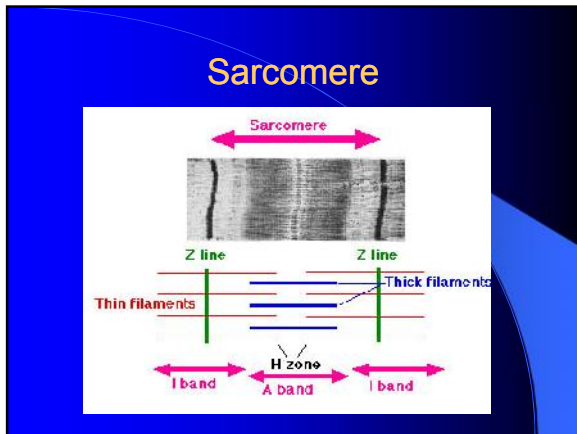 Sarcomere
Sarcomere
Z line Z line
Thick filaments
Thin filaments
H zone
I band A band I band